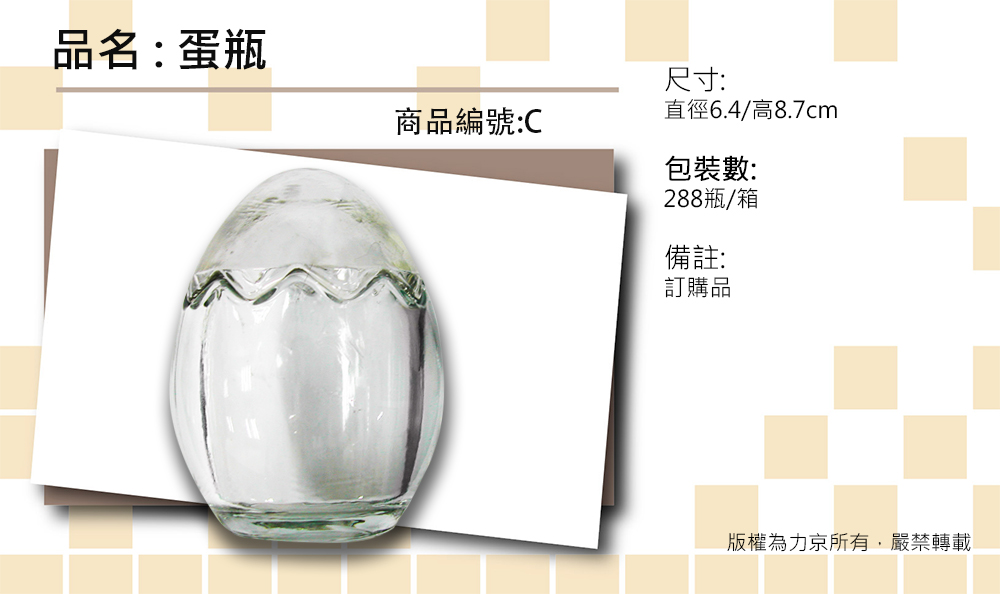 品名 : 蛋瓶
商品編號:C
尺寸:
直徑6.4/高8.7cm
包裝數:
288瓶/箱
備註:
訂購品
版權為力京所有，嚴禁轉載